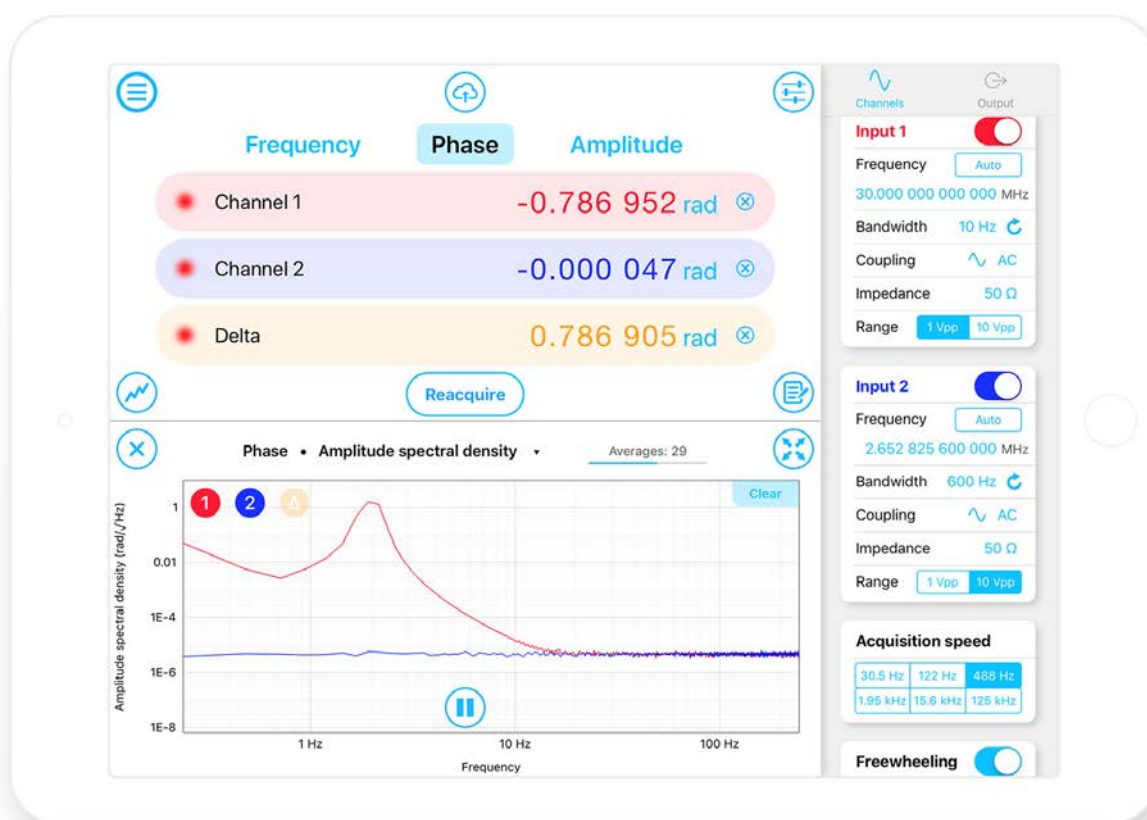 Frequency Phase Amplitude
Channel 1 -0.786 952 rad
Channel 2 -0.000 047 rad
Delta 0.786 905 rad
Reacquire
Phase • Amplitude spectral density ▾ Averages: 29
Clear
1 2 Δ
Amplitude spectral density (rad/√Hz)
1
0.01
1E-4
1E-6
1E-8
1 Hz 10 Hz 100 Hz
Frequency
Channels Output
Input 1
Frequency Auto
30.000 000 000 000 MHz
Bandwidth 10 Hz
Coupling AC
Impedance 50 Ω
Range 1 Vpp 10 Vpp
Input 2
Frequency Auto
2.652 825 600 000 MHz
Bandwidth 600 Hz
Coupling AC
Impedance 50 Ω
Range 1 Vpp 10 Vpp
Acquisition speed
30.5 Hz 122 Hz 488 Hz
1.95 kHz 15.6 kHz 125 kHz
Freewheeling